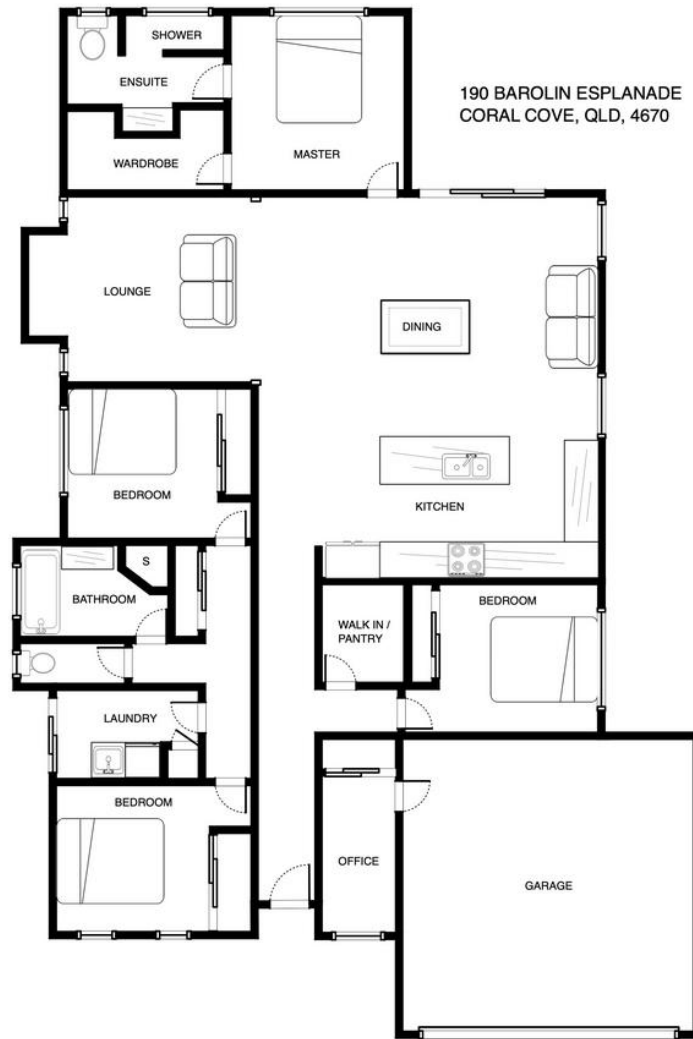 SHOWER
ENSUITE
190 BAROLIN ESPLANADE
CORAL COVE, QLD, 4670
WARDROBE
MASTER
LOUNGE
DINING
BEDROOM
KITCHEN
S
BATHROOM
BEDROOM
WALK IN /
PANTRY
LAUNDRY
BEDROOM
OFFICE
GARAGE